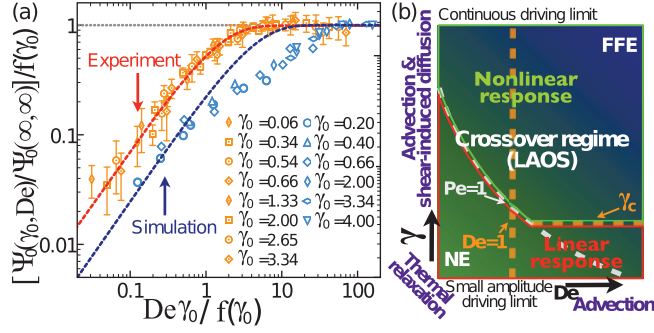 (a)
[Ψ₀(γ₀,De)/Ψ₀(∞,∞)]/f(γ₀)
1
0.1
0.01
Experiment
Simulation
γ₀=0.06
γ₀=0.34
γ₀=0.54
γ₀=0.66
γ₀=1.33
γ₀=2.00
γ₀=2.65
γ₀=3.34
γ₀=0.20
γ₀=0.40
γ₀=0.66
γ₀=2.00
γ₀=3.34
γ₀=4.00
0.1
1
10
100
De γ₀/ f(γ₀)
(b)
Continuous driving limit
FFE
Nonlinear
response
Crossover regime
(LAOS)
Pe=1
γc
De=1
Linear
response
NE
Advection &
shear-induced diffusion
γ
Thermal
relaxation
Small amplitude
driving limit
De
Advection